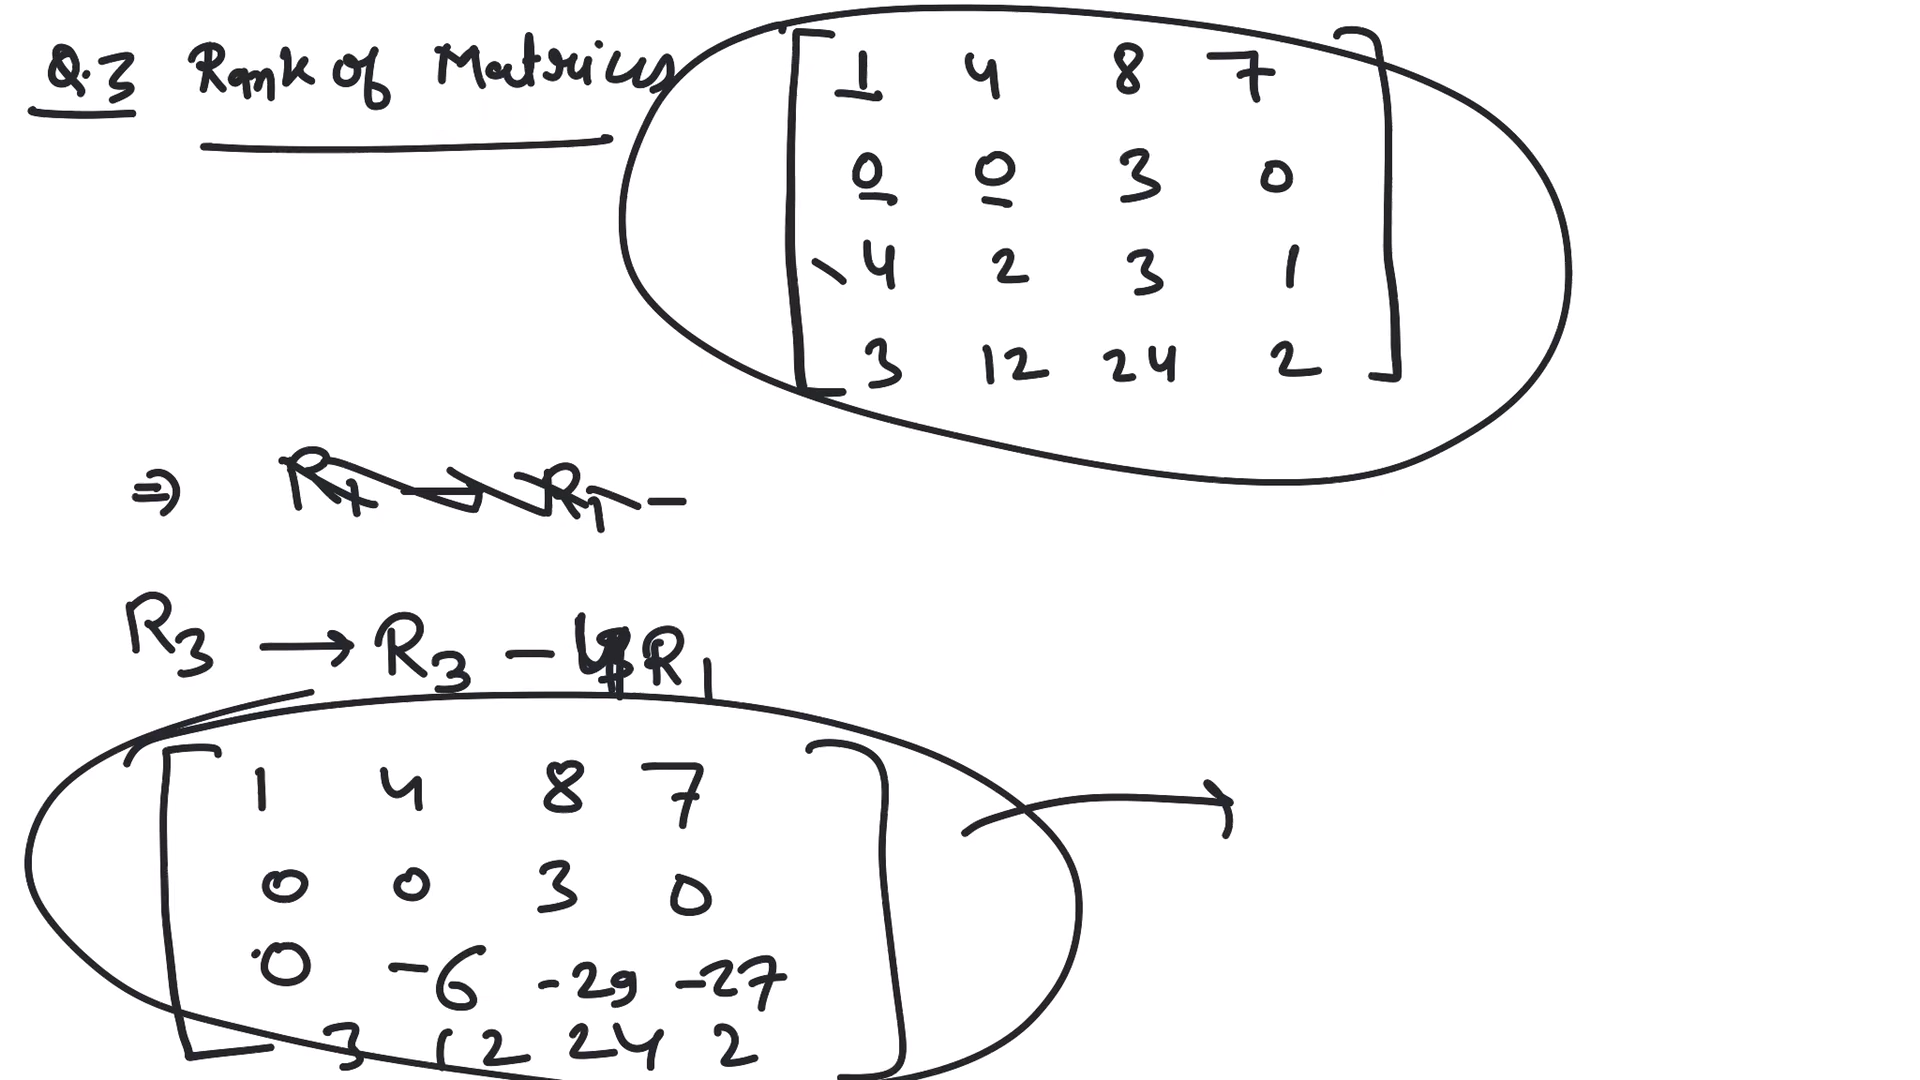 Q.3 Rank of Matrices
1 4 8 7
0 0 3 0
4 2 3 1
3 12 24 2
⇒ R1 → R1 –
R3 → R3 – 4R1
1 4 8 7
0 0 3 0
0 -6 -29 -27
3 12 24 2